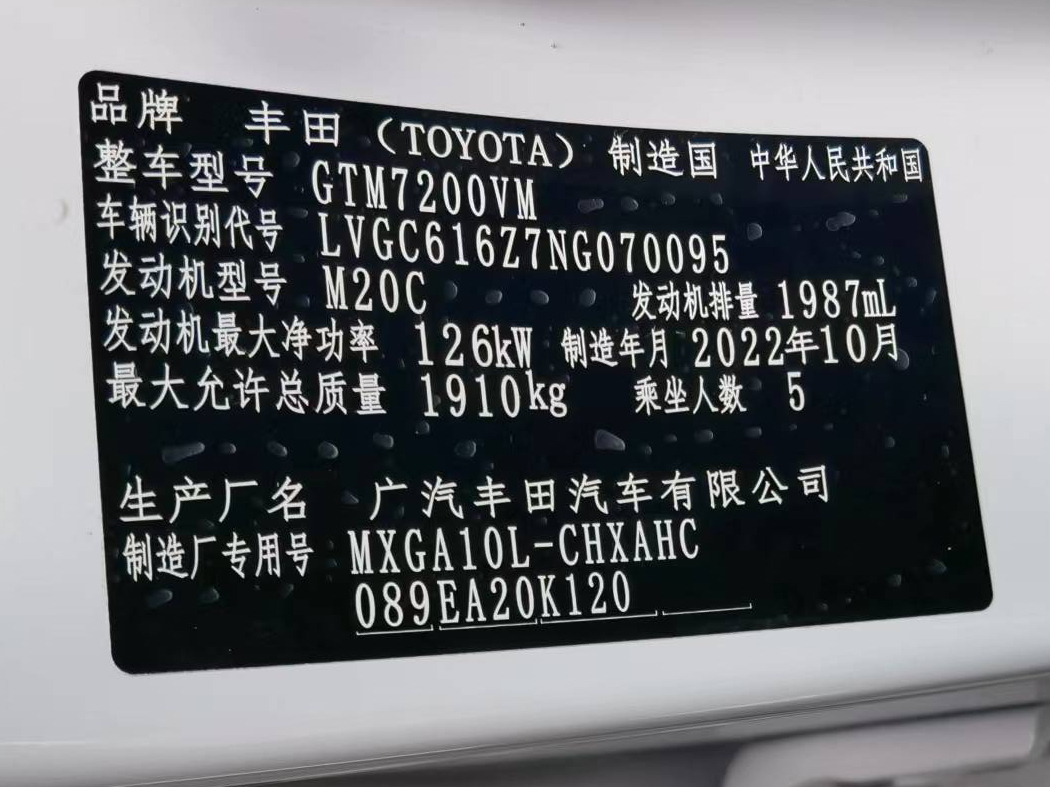 品牌 丰田（TOYOTA） 制造国 中华人民共和国
整车型号 GTM7200VM
车辆识别代号 LVGC616Z7NG070095
发动机型号 M20C 发动机排量 1987mL
发动机最大净功率 126kW 制造年月 2022年10月
最大允许总质量 1910kg 乘坐人数 5
生产厂名 广汽丰田汽车有限公司
制造厂专用号 MXGA10L-CHXAHC
089EA20K120